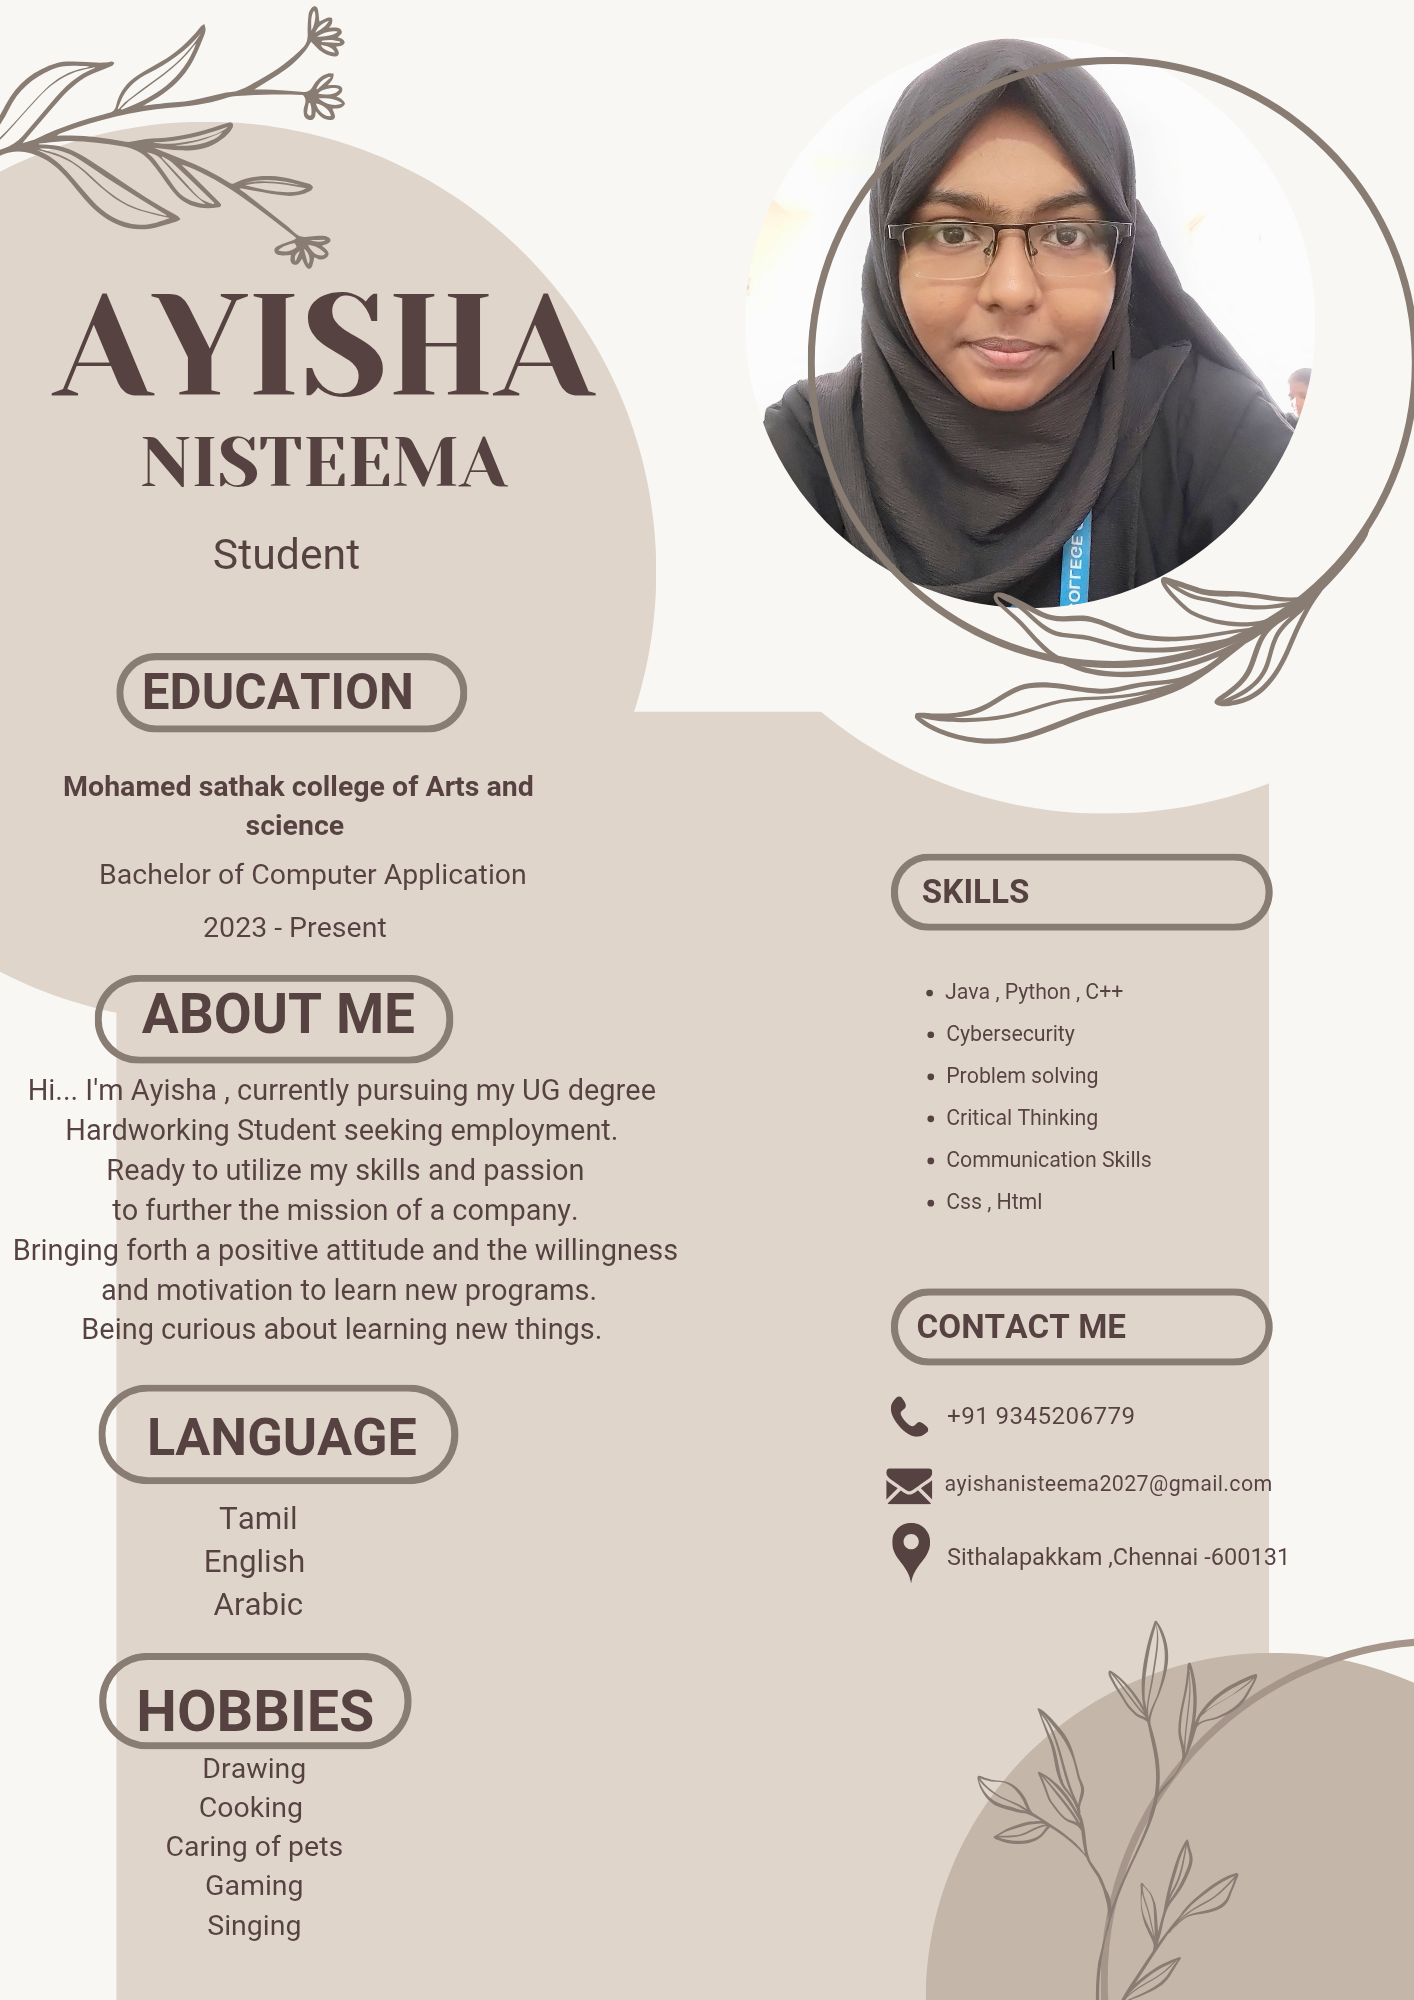 AYISHA
NISTEEMA
Student
EDUCATION
Mohamed sathak college of Arts and
science
Bachelor of Computer Application
2023 - Present
ABOUT ME
Hi... I'm Ayisha , currently pursuing my UG degree
Hardworking Student seeking employment.
Ready to utilize my skills and passion
to further the mission of a company.
Bringing forth a positive attitude and the willingness
and motivation to learn new programs.
Being curious about learning new things.
LANGUAGE
Tamil
English
Arabic
HOBBIES
Drawing
Cooking
Caring of pets
Gaming
Singing
COLLEGE
SKILLS
Java , Python , C++
Cybersecurity
Problem solving
Critical Thinking
Communication Skills
Css , Html
CONTACT ME
+91 9345206779
ayishanisteema2027@gmail.com
Sithalapakkam ,Chennai -600131